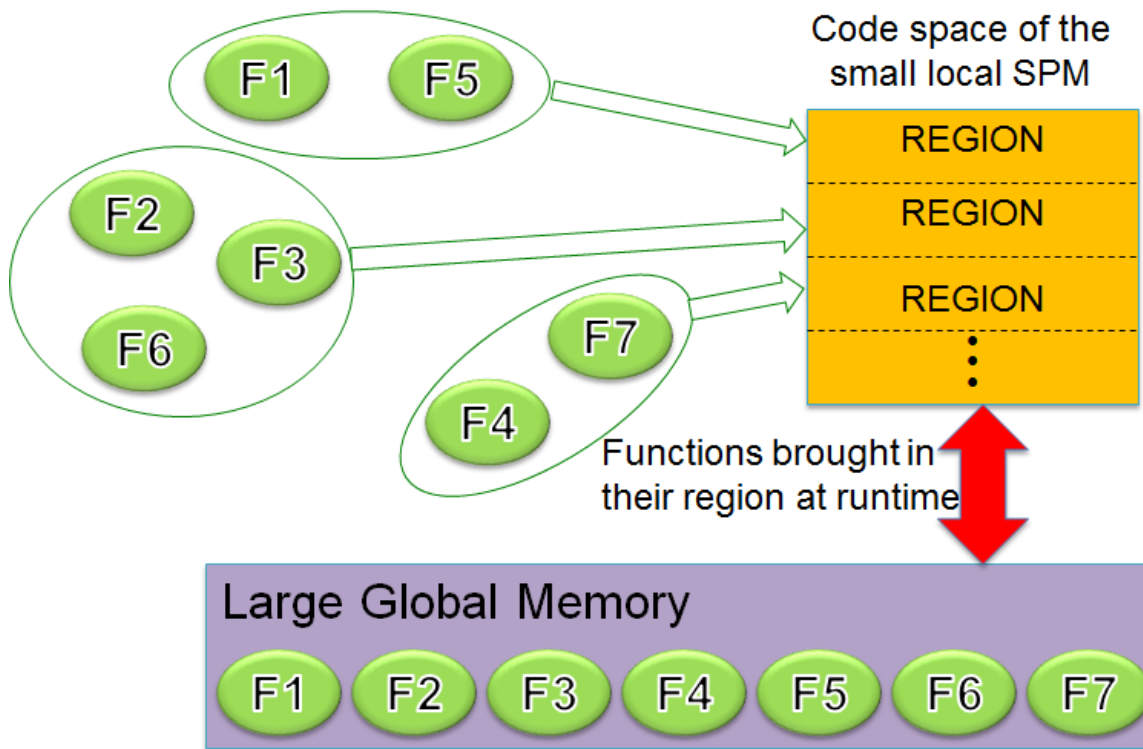 Code space of the
small local SPM
F1 F5
REGION
F2
REGION
F3
REGION
F7
F6
F4
Functions brought in
their region at runtime
Large Global Memory
F1 F2 F3 F4 F5 F6 F7